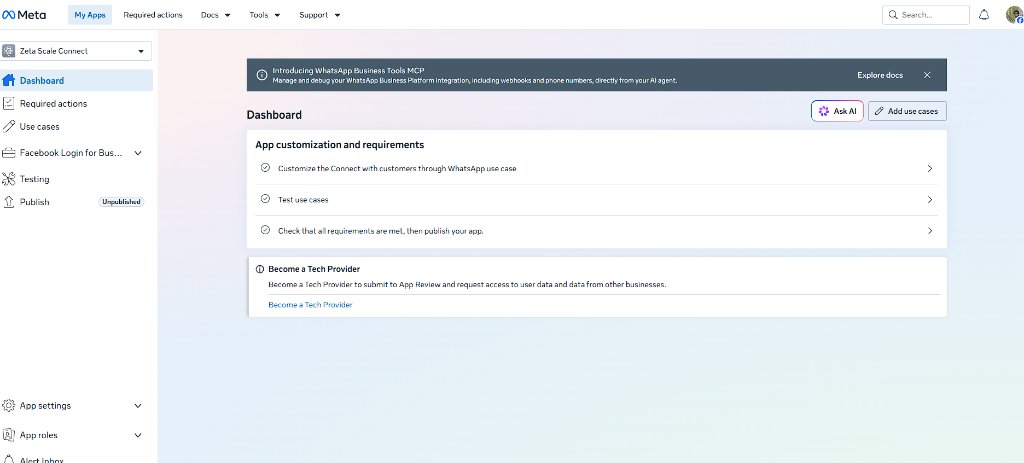 Meta
My Apps
Required actions
Docs
Tools
Support
Search...
Zeta Scale Connect
Dashboard
Required actions
Use cases
Facebook Login for Bus...
Testing
Publish
Unpublished
App settings
App roles
Alert Inbox
Introducing WhatsApp Business Tools MCP
Manage and debug your WhatsApp Business Platform integration, including webhooks and phone numbers, directly from your AI agent.
Explore docs
Dashboard
Ask AI
Add use cases
App customization and requirements
Customize the Connect with customers through WhatsApp use case
Test use cases
Check that all requirements are met, then publish your app.
Become a Tech Provider
Become a Tech Provider to submit to App Review and request access to user data and data from other businesses.
Become a Tech Provider